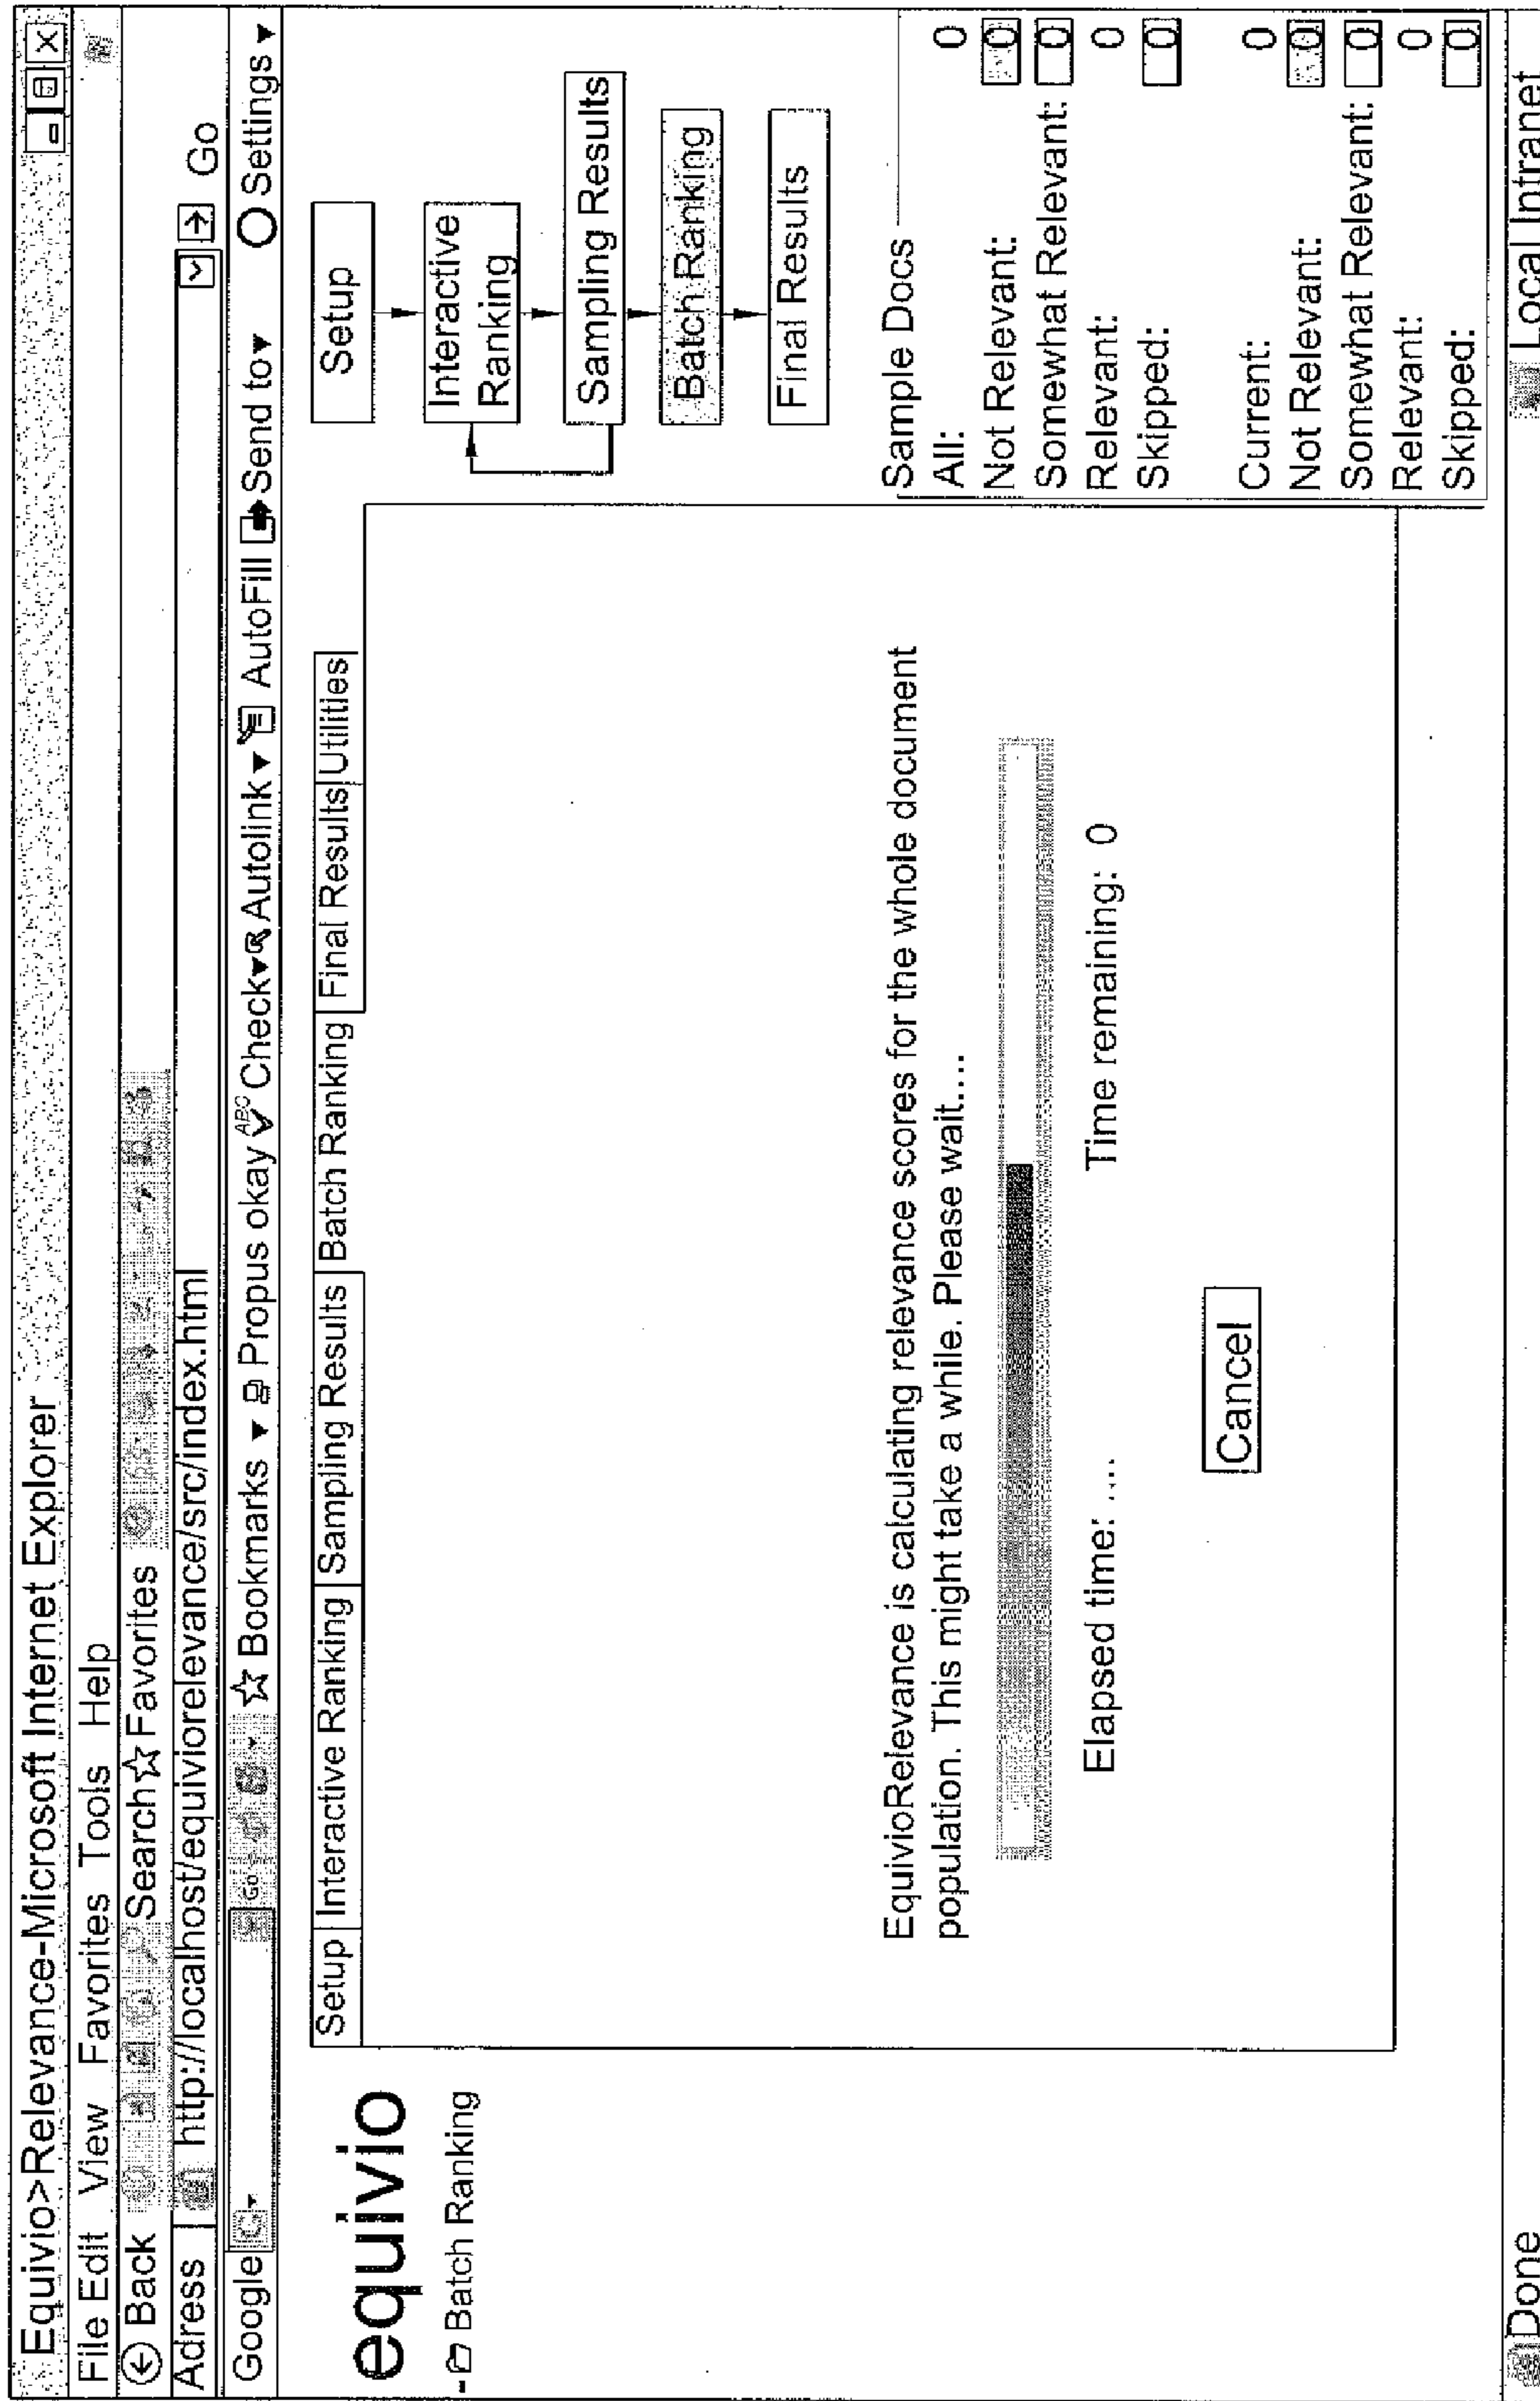 Equivio>Relevance-Microsoft Internet Explorer
File Edit View Favorites Tools Help
Back Search Favorites
Adress http://localhost/equiviorelevance/src/index.html Go
Google Go Bookmarks Propus okay ABC Check Autolink AutoFill Send to Settings
equivio
-Batch Ranking
Setup Interactive Ranking Sampling Results Batch Ranking Final Results Utilities
EquivioRelevance is calculating relevance scores for the whole document
population. This might take a while. Please wait....
Elapsed time: .... Time remaining: 0
Cancel
Setup
Interactive
Ranking
Sampling Results
Batch Ranking
Final Results
Sample Docs
All: 0
Not Relevant: 0
Somewhat Relevant: 0
Relevant: 0
Skipped: 0
Current: 0
Not Relevant: 0
Somewhat Relevant: 0
Relevant: 0
Skipped: 0
Done Local Intranet